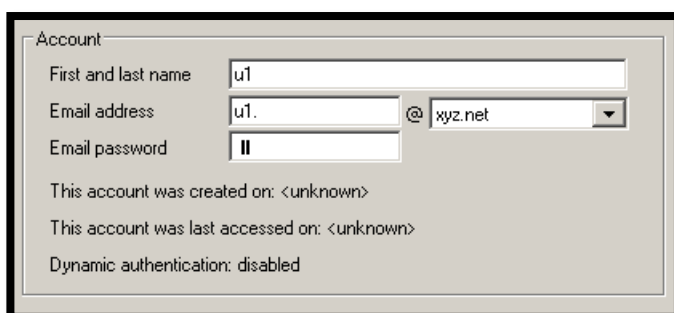 Account
First and last name u1
Email address u1. @ xyz.net
Email password
This account was created on: <unknown>
This account was last accessed on: <unknown>
Dynamic authentication: disabled